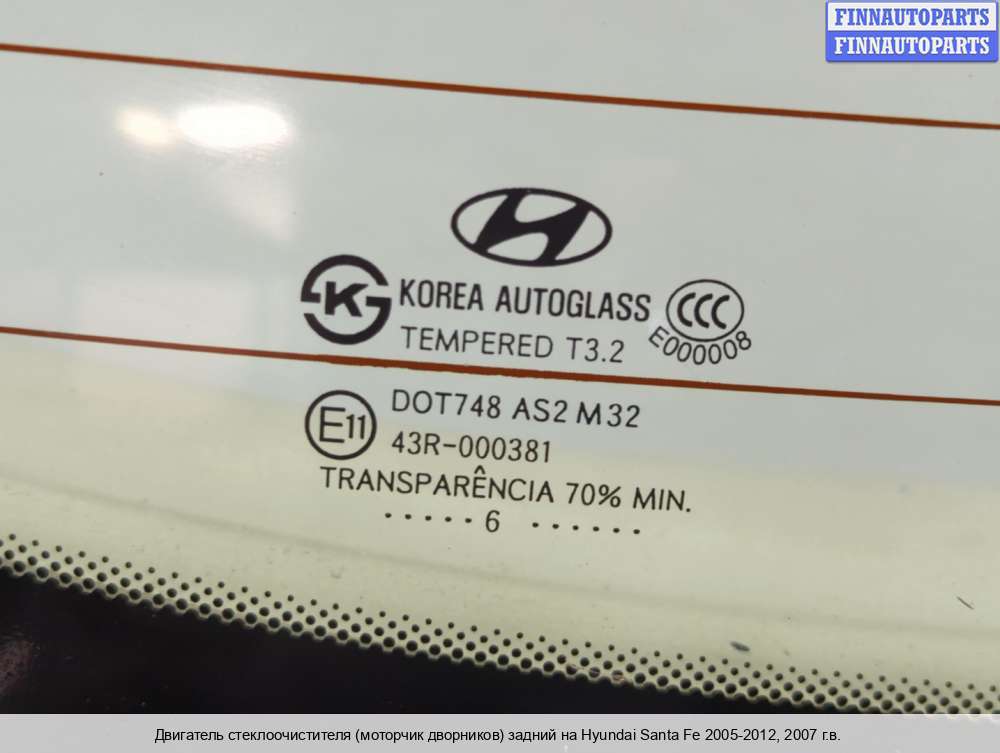 FINNAUTOPARTS
FINNAUTOPARTS
K
KOREA AUTOGLASS
CCC
TEMPERED T3.2
E000008
E11
DOT748 AS2 M32
43R-000381
TRANSPARÊNCIA 70% MIN.
.....6......
Двигатель стеклоочистителя (моторчик дворников) задний на Hyundai Santa Fe 2005-2012, 2007 г.в.